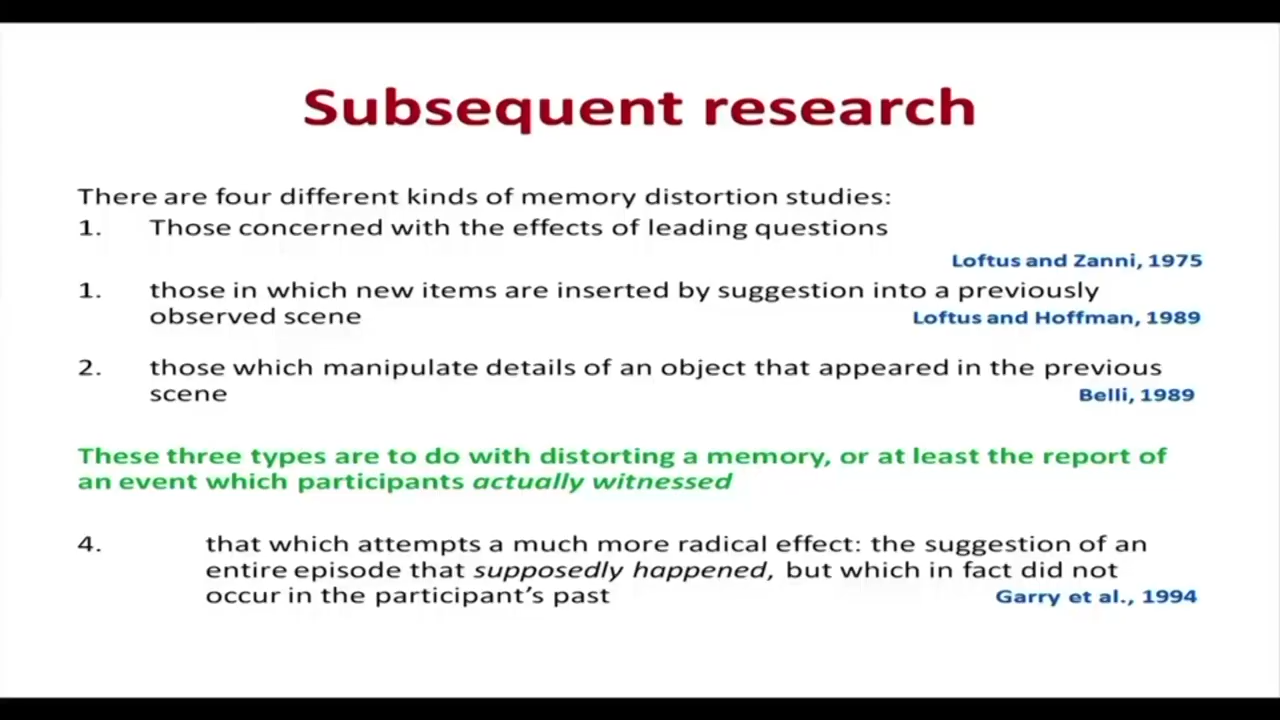 Subsequent research
There are four different kinds of memory distortion studies:
1. Those concerned with the effects of leading questions
Loftus and Zanni, 1975
1. those in which new items are inserted by suggestion into a previously
observed scene Loftus and Hoffman, 1989
2. those which manipulate details of an object that appeared in the previous
scene Belli, 1989
These three types are to do with distorting a memory, or at least the report of
an event which participants actually witnessed
4. that which attempts a much more radical effect: the suggestion of an
entire episode that supposedly happened, but which in fact did not
occur in the participant’s past Garry et al., 1994